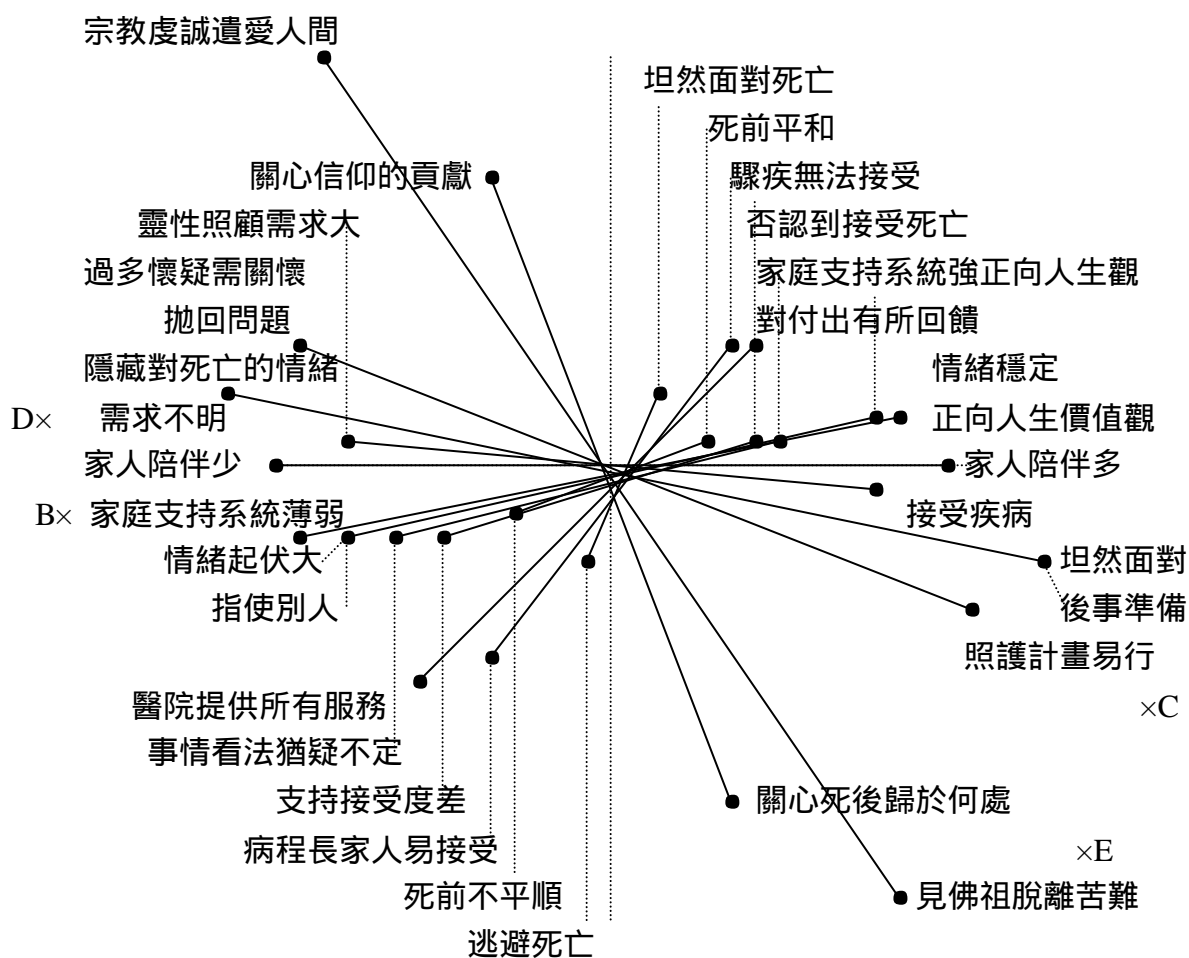 宗教虔誠遺愛人間
坦然面對死亡
死前平和
關心信仰的貢獻
驟疾無法接受
靈性照顧需求大
否認到接受死亡
過多懷疑需關懷
家庭支持系統強正向人生觀
拋回問題
對付出有所回饋
隱藏對死亡的情緒
情緒穩定
D×
需求不明
正向人生價值觀
家人陪伴少
家人陪伴多
B×
家庭支持系統薄弱
接受疾病
情緒起伏大
坦然面對
指使別人
後事準備
照護計畫易行
醫院提供所有服務
×C
事情看法猶疑不定
支持接受度差
關心死後歸於何處
病程長家人易接受
×E
死前不平順
見佛祖脫離苦難
逃避死亡